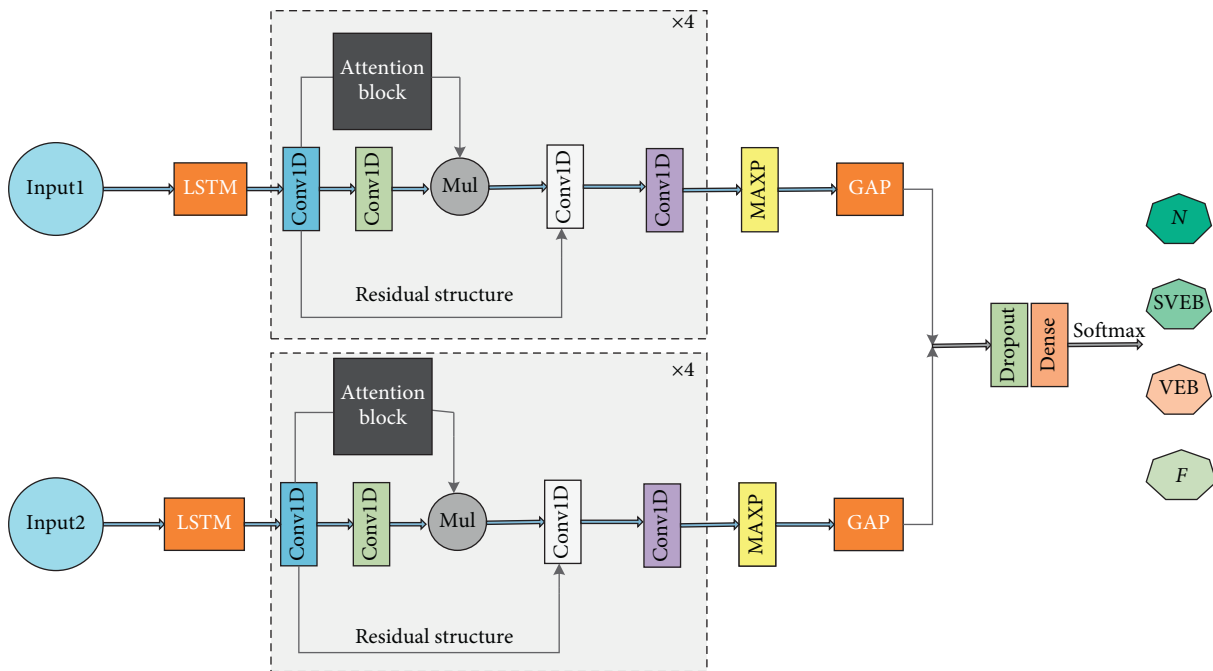 ×4
Attention
block
Input1
LSTM
Conv1D
Conv1D
Mul
Conv1D
Conv1D
MAXP
GAP
Residual structure
N
SVEB
VEB
F
Dropout
Dense
Softmax
×4
Attention
block
Input2
LSTM
Conv1D
Conv1D
Mul
Conv1D
Conv1D
MAXP
GAP
Residual structure